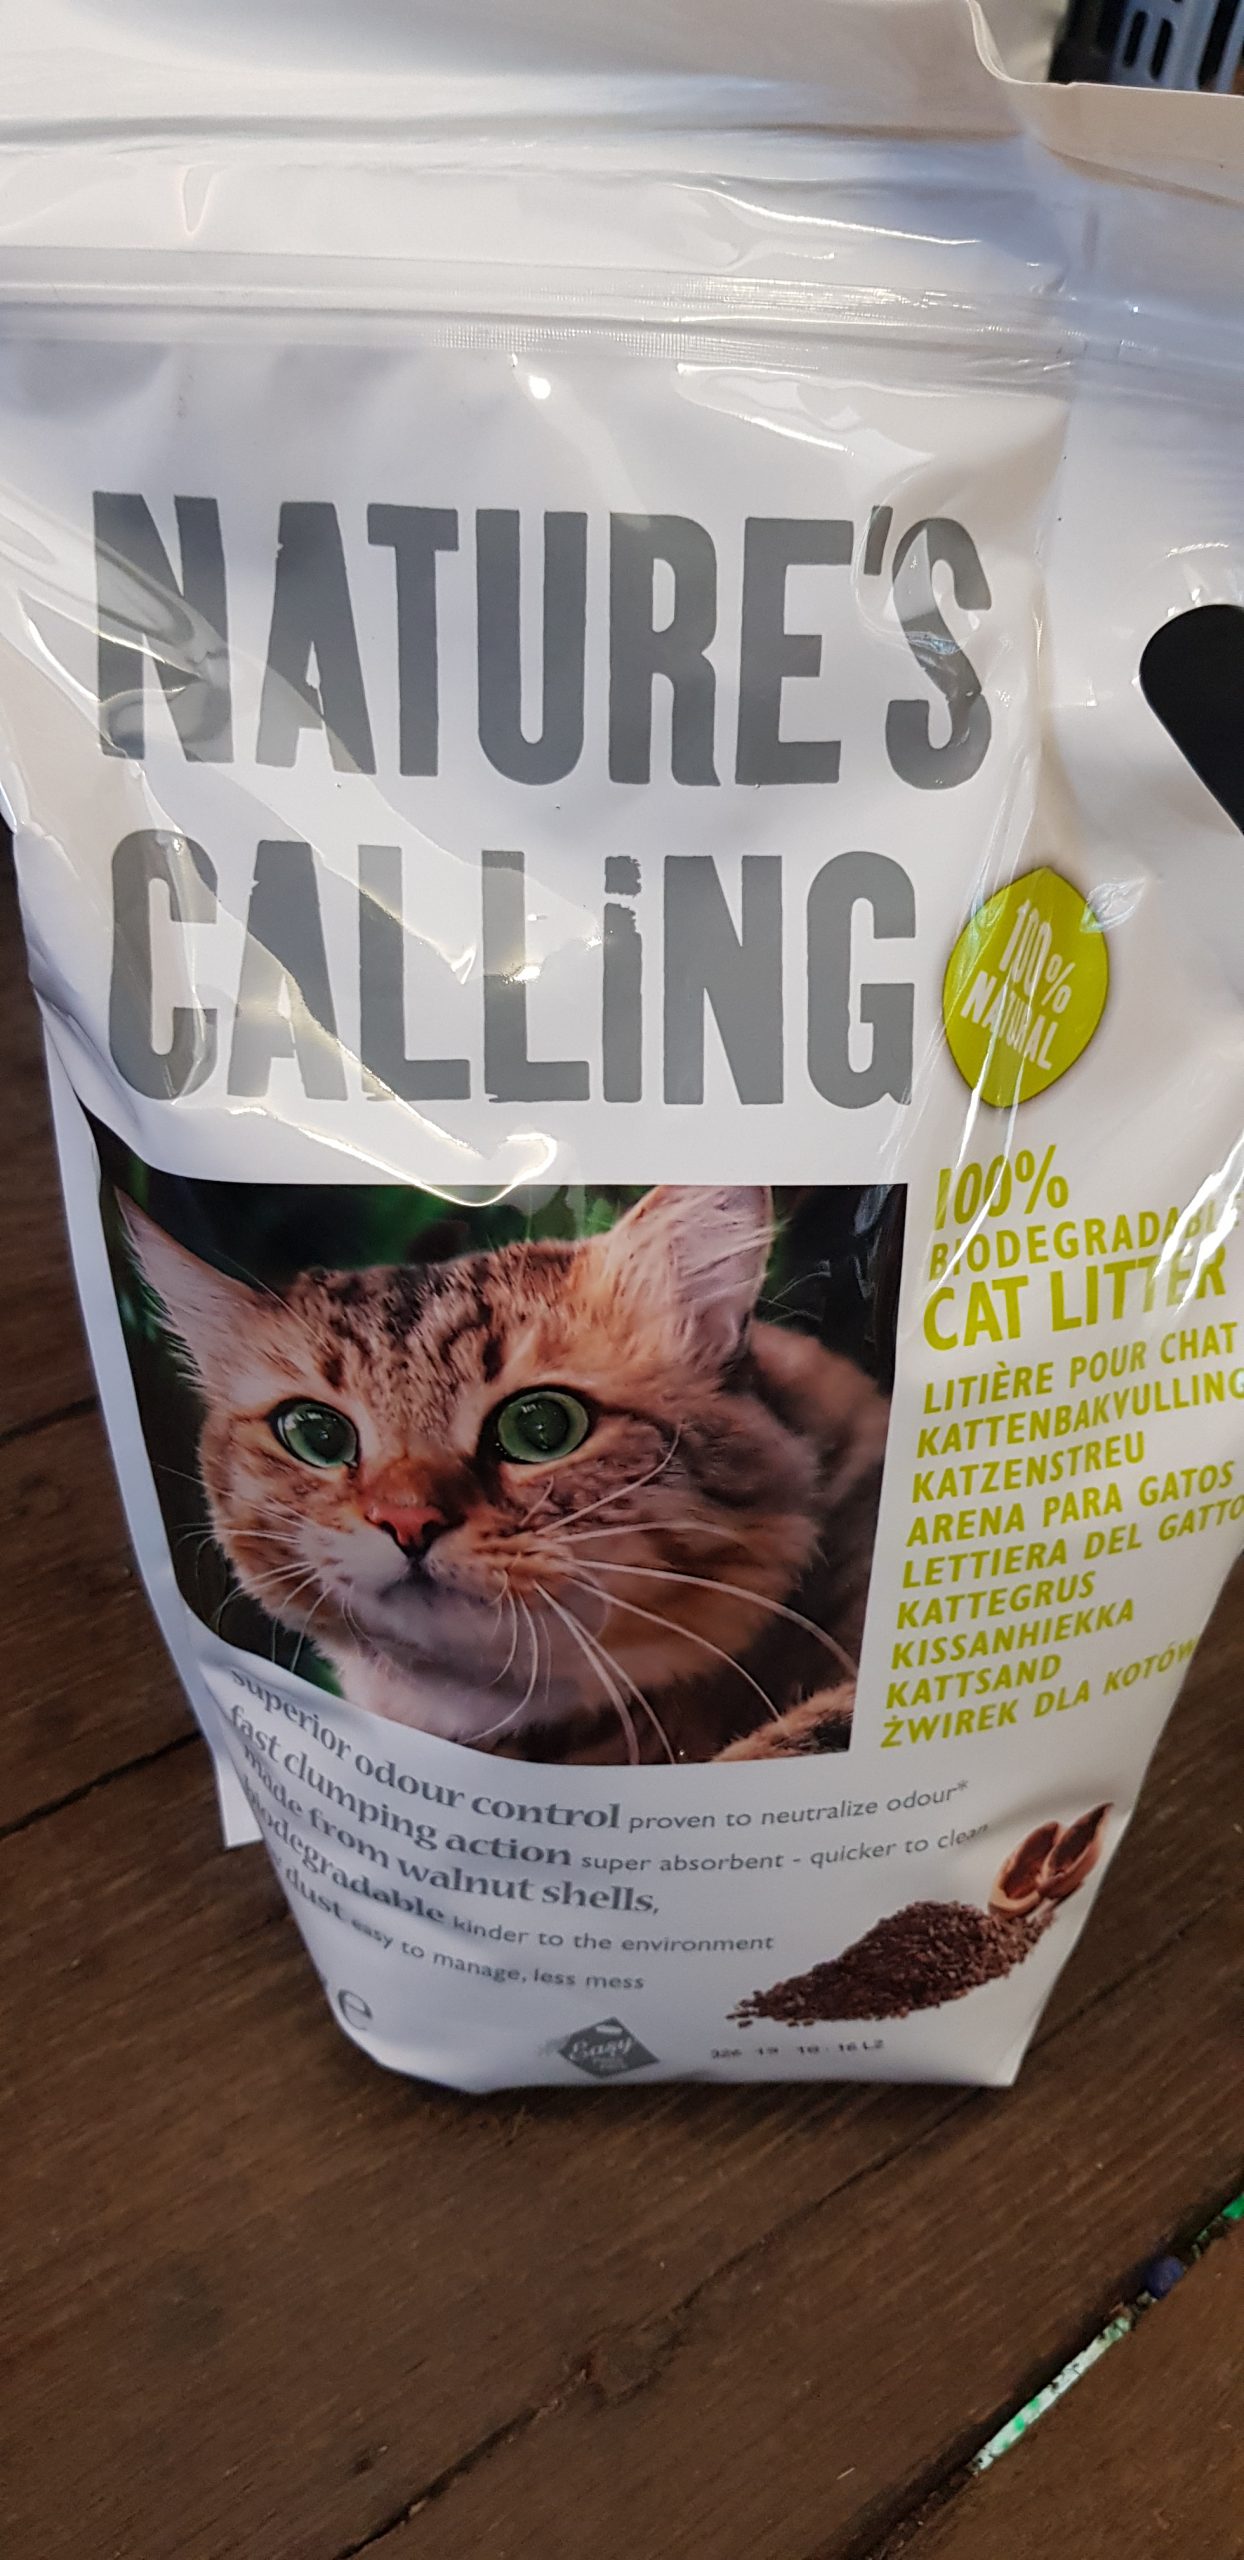 NATURE'S
CALLiNG
100%
NATURAL
100%
BIODEGRADABLE
CAT LITTER
LITIÈRE POUR CHAT
KATTENBAKVULLING
KATZENSTREU
ARENA PARA GATOS
LETTIERA DEL GATTO
KATTEGRUS
KISSANHIEKKA
KATTSAND
ŻWIREK DLA KOTÓW
superior odour control proven to neutralize odour*
fast clumping action super absorbent - quicker to clean
made from walnut shells,
biodegradable kinder to the environment
dust easy to manage, less mess
e
Easy